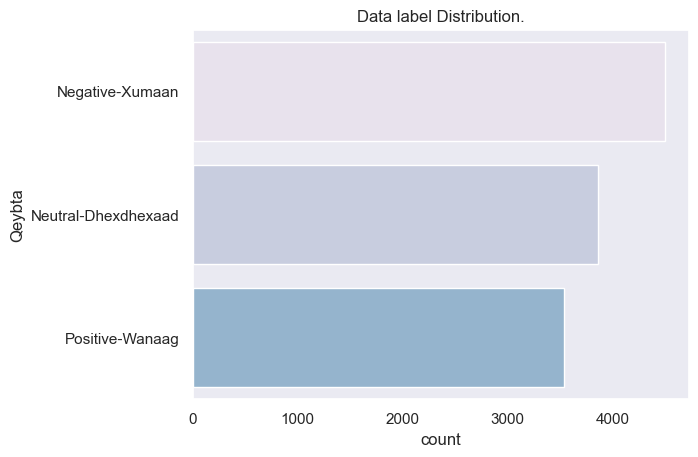 Data label Distribution.
Negative-Xumaan
Neutral-Dhexdhexaad
Positive-Wanaag
Qeybta
0 1000 2000 3000 4000
count